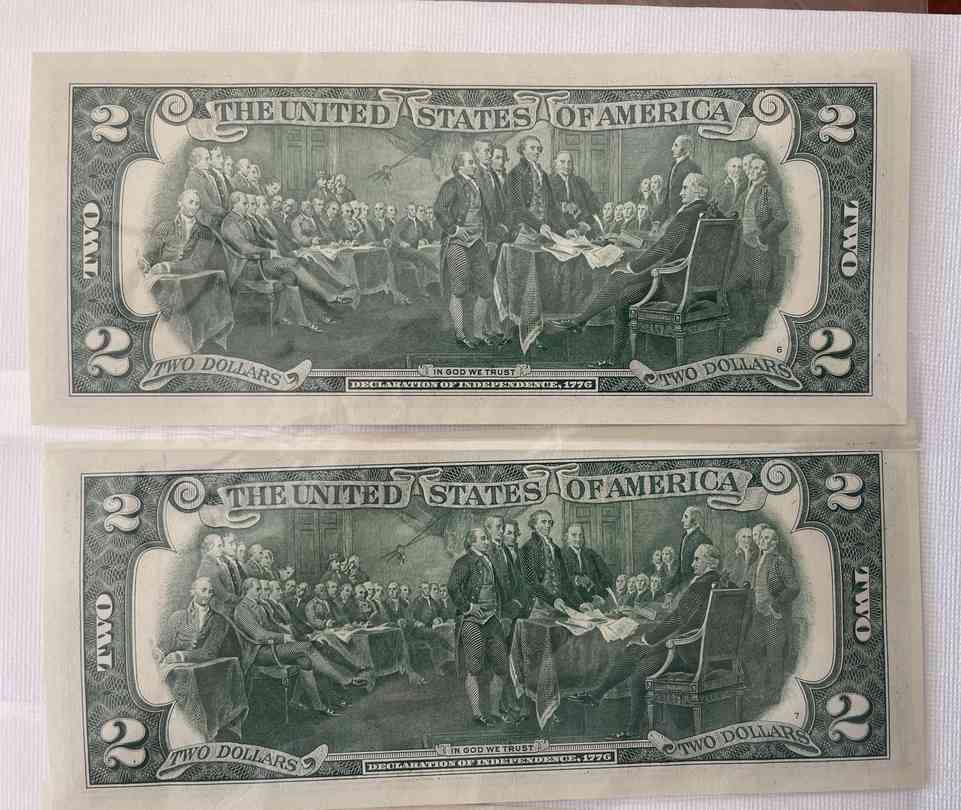 2 THE UNITED STATES OF AMERICA 2
TWO TWO
6
2 TWO DOLLARS IN GOD WE TRUST TWO DOLLARS 2
DECLARATION OF INDEPENDENCE, 1776
2 THE UNITED STATES OF AMERICA 2
TWO TWO
7
2 TWO DOLLARS IN GOD WE TRUST TWO DOLLARS 2
DECLARATION OF INDEPENDENCE, 1776